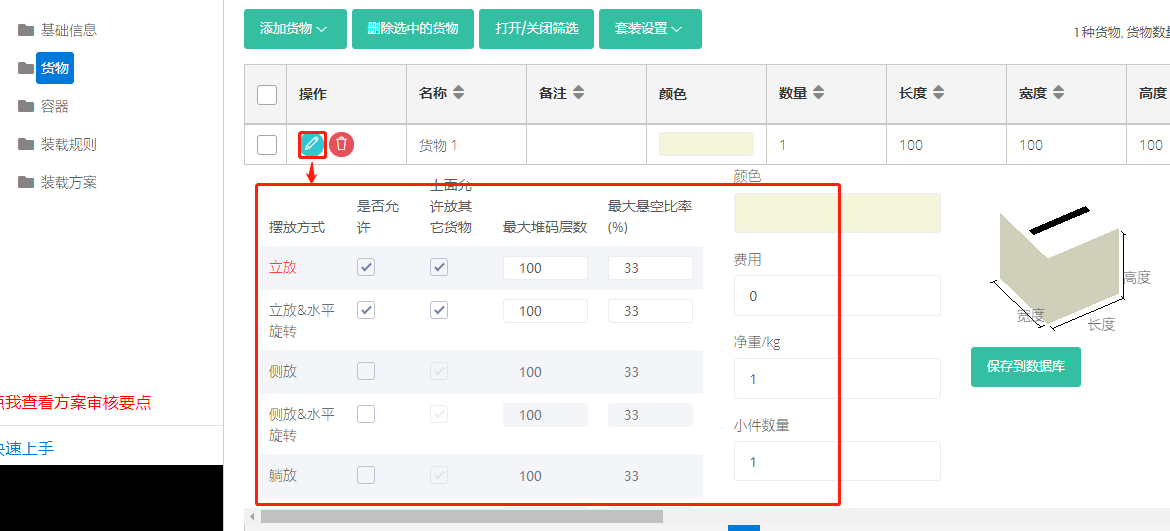 基础信息
货物
容器
装载规则
装载方案
点我查看方案审核要点
快速上手
添加货物 删除选中的货物 打开/关闭筛选 套装设置
1种货物, 货物数量
操作 名称 备注 颜色 数量 长度 宽度 高度
货物 1 1 100 100 100
摆放方式 是否允许 上面允许放其它货物 最大堆码层数 最大悬空比率(%)
立放 100 33
立放&水平旋转 100 33
侧放 100 33
侧放&水平旋转 100 33
躺放 100 33
颜色
费用
0
净重/kg
1
小件数量
1
高度
宽度
长度
保存到数据库